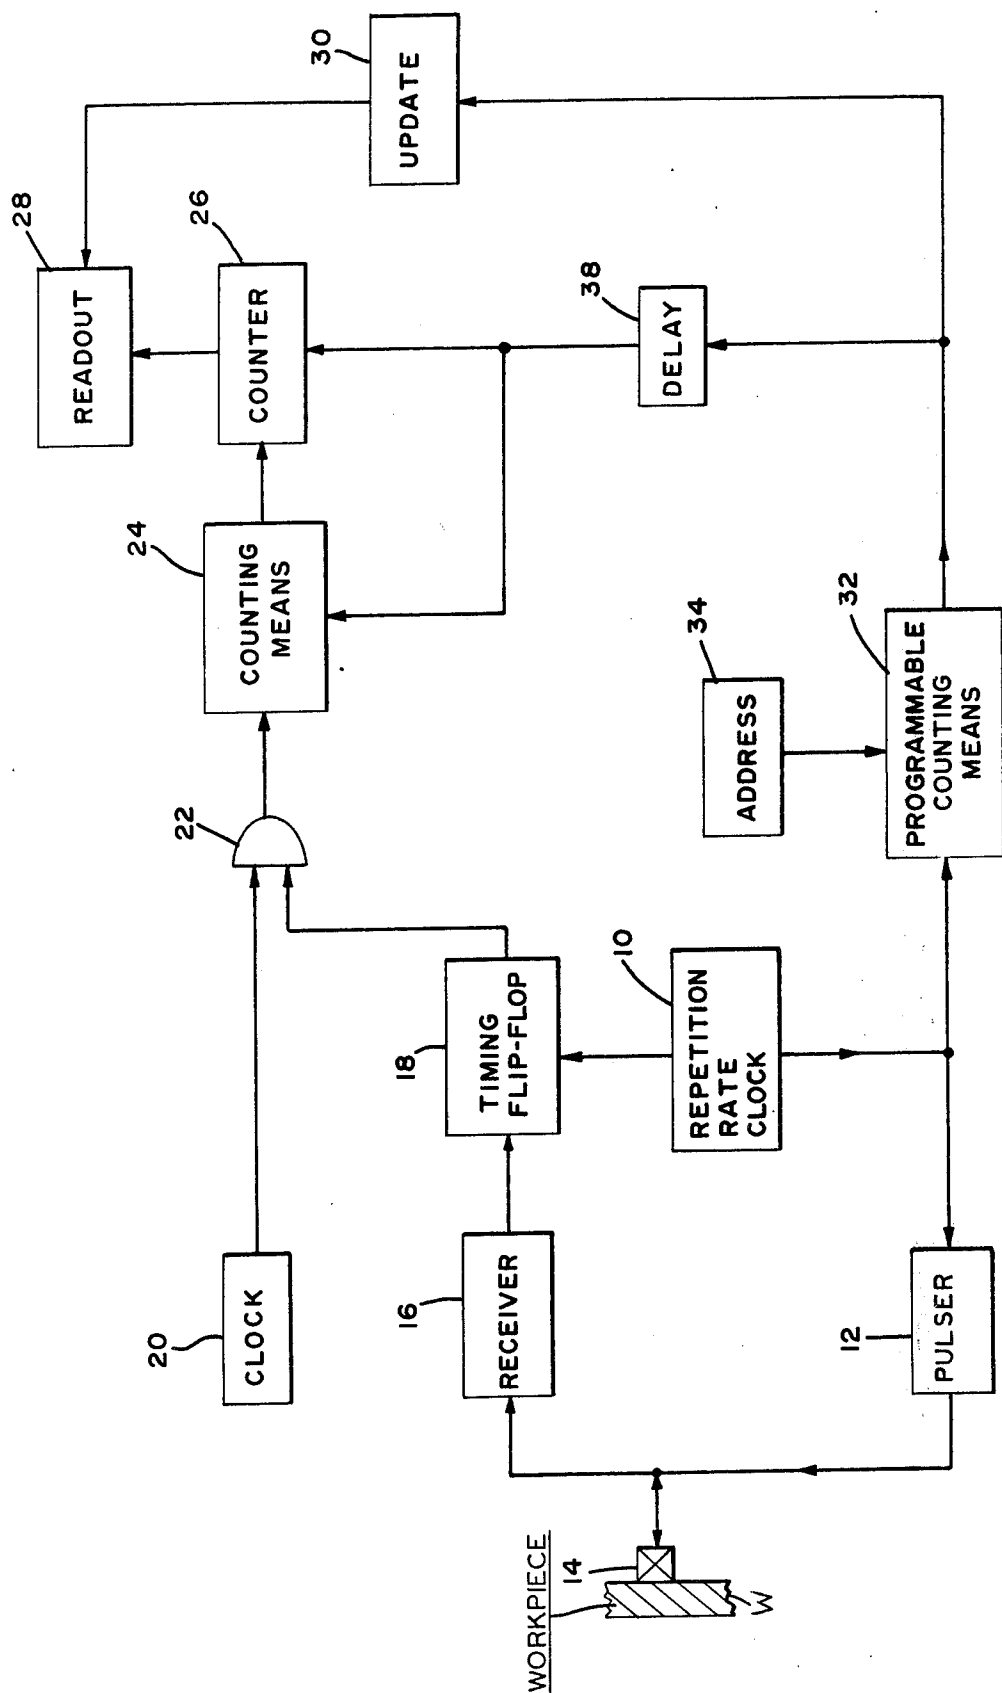 READOUT
28
COUNTER
26
UPDATE
30
COUNTING
MEANS
24
22
CLOCK
20
DELAY
38
TIMING
FLIP-FLOP
18
RECEIVER
16
REPETITION
RATE
CLOCK
10
ADDRESS
34
PROGRAMMABLE
COUNTING
MEANS
32
PULSER
12
WORKPIECE
14
W